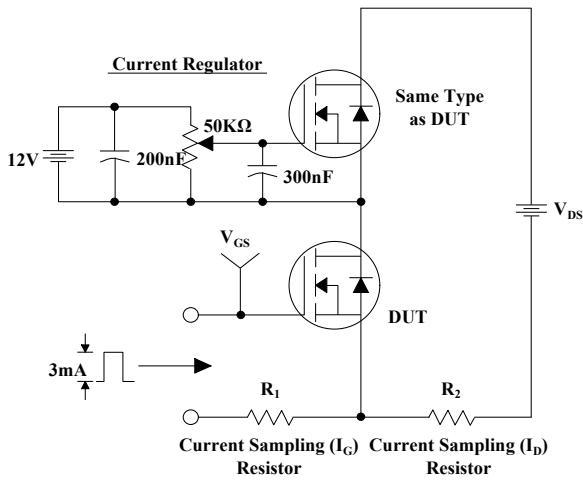 Current Regulator
Same Type
as DUT
50KΩ
12V
200nF
300nF
V_DS
V_GS
DUT
3mA
R_1
R_2
Current Sampling (I_G)
Resistor
Current Sampling (I_D)
Resistor